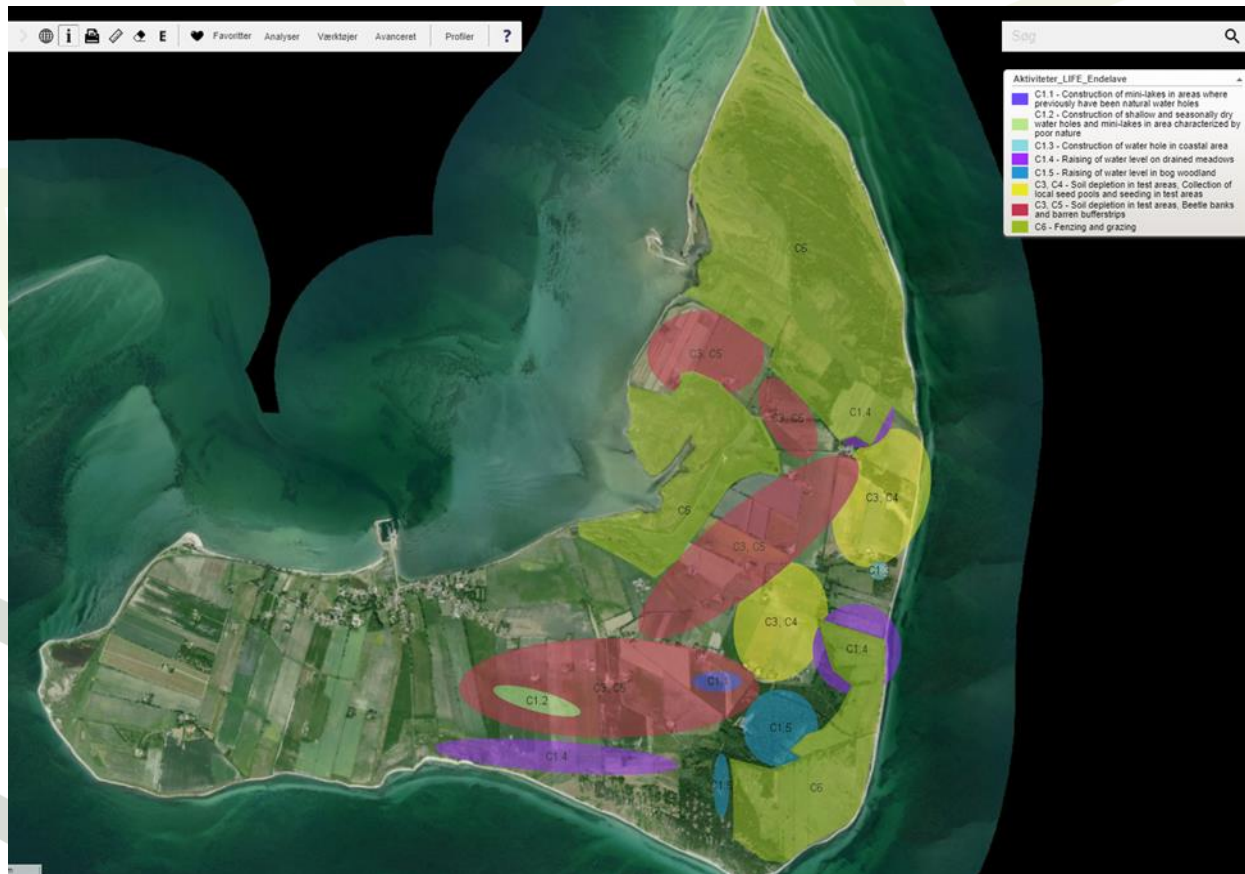 E Favoritter Analyser Værktøjer Avanceret Profiler ?
Søg
Aktiviteter_LIFE_Endelave
C1.1 - Construction of mini-lakes in areas where
previously have been natural water holes
C1.2 - Construction of shallow and seasonally dry
water holes and mini-lakes in area characterized by
poor nature
C1.3 - Construction of water hole in coastal area
C1.4 - Raising of water level on drained meadows
C1.5 - Raising of water level in bog woodland
C3, C4 - Soil depletion in test areas, Collection of
local seed pools and seeding in test areas
C3, C5 - Soil depletion in test areas, Beetle banks
and barren bufferstrips
C6 - Fenzing and grazing
C6
C3, C5
C1.4
C3, C5
C3, C4
C6
C3, C5
C1.3
C3, C4
C1.4
C3, C5
C1.2
C1.5
C1.4
C6